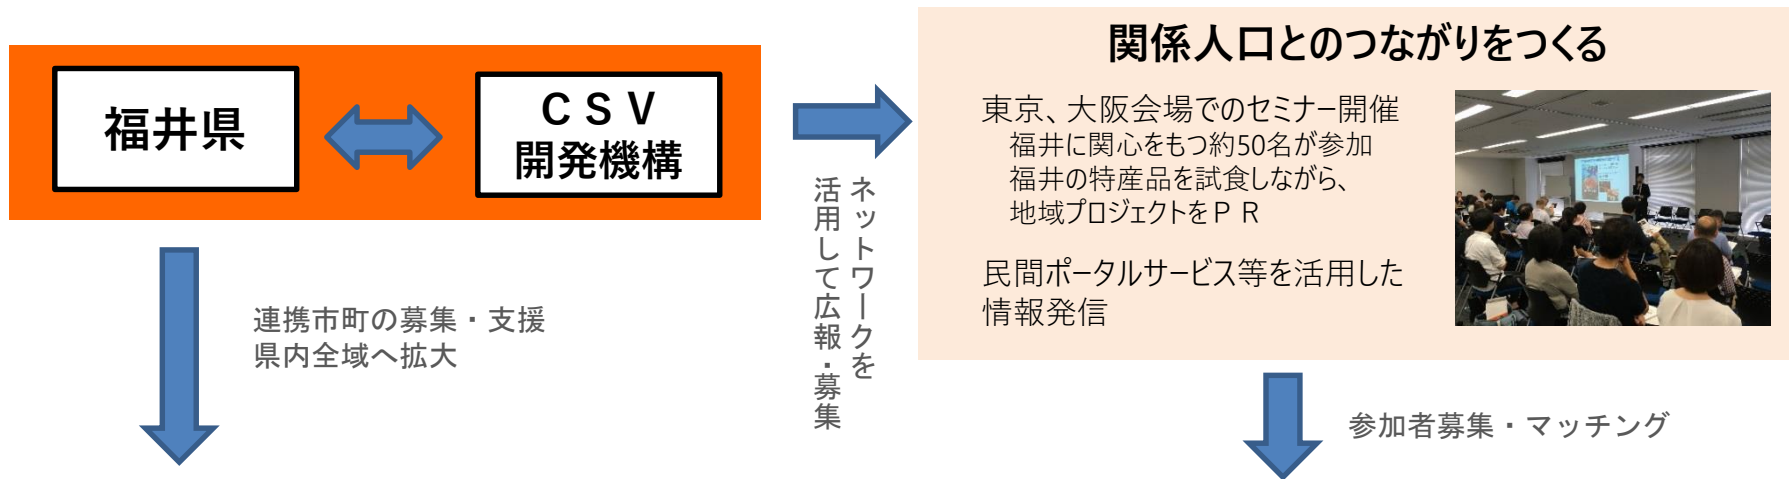 福井県
ＣＳＶ
開発機構
ネットワークを
活用して広報・募集
連携市町の募集・支援
県内全域へ拡大
関係人口とのつながりをつくる
東京、大阪会場でのセミナー開催
福井に関心をもつ約50名が参加
福井の特産品を試食しながら、
地域プロジェクトをＰＲ
民間ポータルサービス等を活用した
情報発信
参加者募集・マッチング